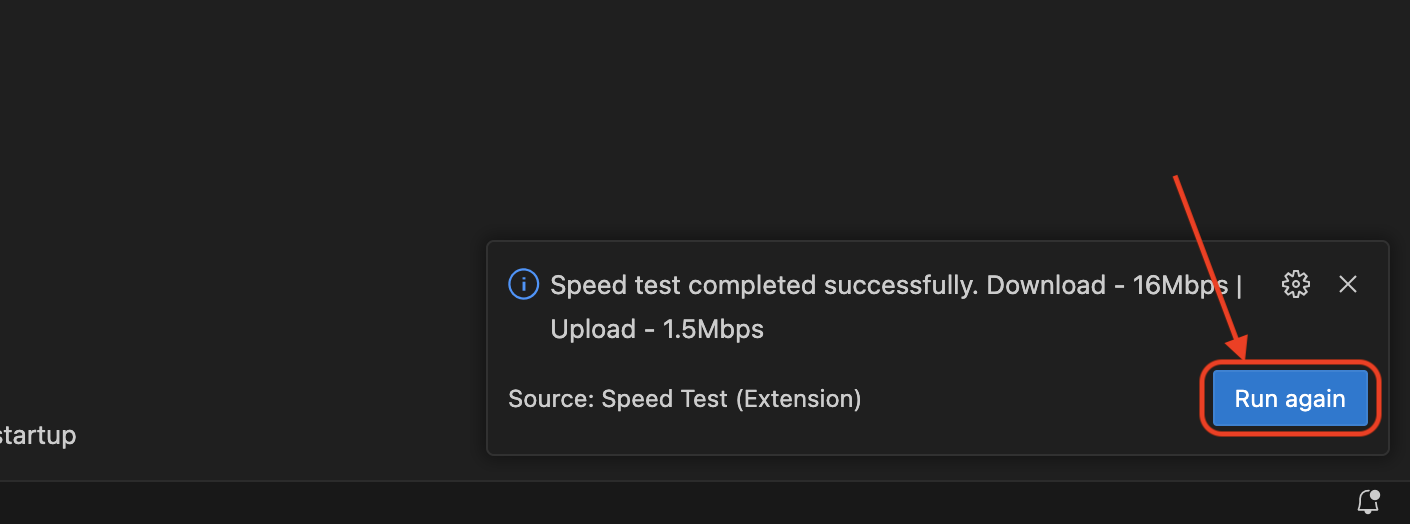 Speed test completed successfully. Download - 16Mbps |
Upload - 1.5Mbps
Source: Speed Test (Extension)
Run again
startup